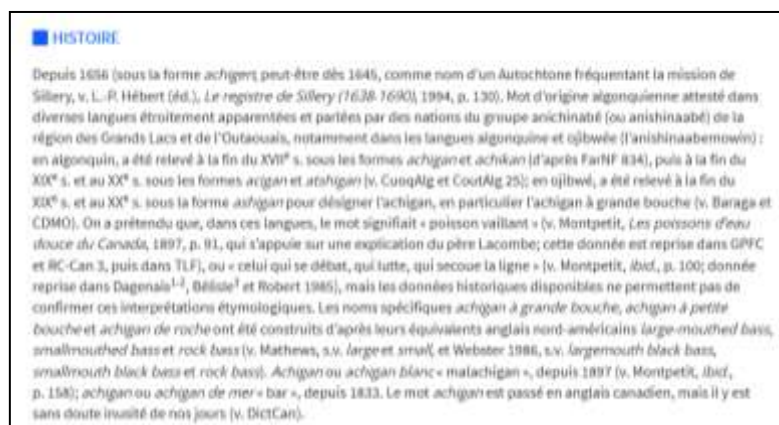 HISTOIRE
Depuis 1656 (sous la forme achigen; peut-être dès 1645, comme nom d'un Autochtone fréquentant la mission de
Sillery, v. L.-P. Hébert (éd.), Le registre de Sillery (1638-1690), 1994, p. 130). Mot d'origine algonquienne attesté dans
diverses langues étroitement apparentées et parlées par des nations du groupe anichinabé (ou anishinaabé) de la
région des Grands Lacs et de l'Outaouais, notamment dans les langues algonquine et ojibwée (l'anishinaabemowin) :
en algonquin, a été relevé à la fin du XVIIe s. sous les formes achigan et achikan (d'après FarNF 834), puis à la fin du
XIXe s. et au XXe s. sous les formes acigan et atshigan (v. CuoqAlg et CoutAlg 25); en ojibwé, a été relevé à la fin du
XIXe s. et au XXe s. sous la forme ashigan pour désigner l'achigan, en particulier l'achigan à grande bouche (v. Baraga et
CDMO). On a prétendu que, dans ces langues, le mot signifiait « poisson vaillant » (v. Montpetit, Les poissons d'eau
douce du Canada, 1897, p. 91, qui s'appuie sur une explication du père Lacombe; cette donnée est reprise dans GPFC
et RC-Can 3, puis dans TLF), ou « celui qui se débat, qui lutte, qui secoue la ligne » (v. Montpetit, ibid., p. 100; donnée
reprise dans Dagenais1-2, Bélisle3 et Robert 1985), mais les données historiques disponibles ne permettent pas de
confirmer ces interprétations étymologiques. Les noms spécifiques achigan à grande bouche, achigan à petite
bouche et achigan de roche ont été construits d'après leurs équivalents anglais nord-américains large-mouthed bass,
smallmouthed bass et rock bass (v. Mathews, s.v. large et small, et Webster 1986, s.v. largemouth black bass,
smallmouth black bass et rock bass). Achigan ou achigan blanc « malachigan », depuis 1897 (v. Montpetit, ibid.,
p. 158); achigan ou achigan de mer « bar », depuis 1833. Le mot achigan est passé en anglais canadien, mais il y est
sans doute inusité de nos jours (v. DictCan).